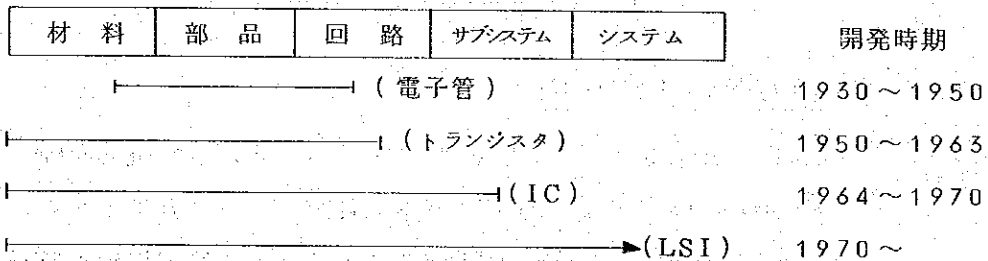 材料 部品 回路 サブシステム システム 開発時期
(電子管) 1930～1950
(トランジスタ) 1950～1963
(IC) 1964～1970
(LSI) 1970～